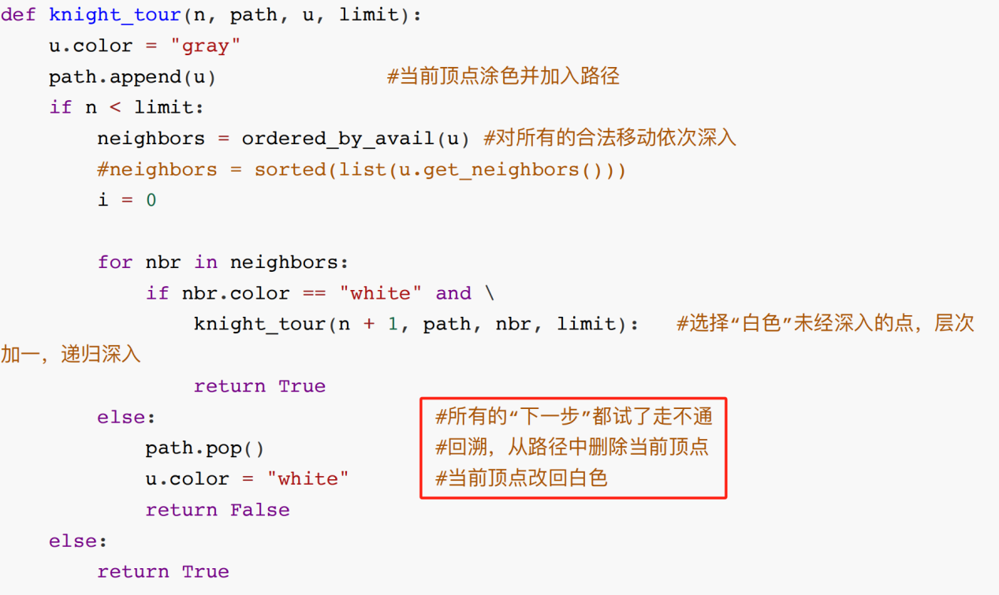 def knight_tour(n, path, u, limit):
    u.color = "gray"
    path.append(u)              #当前顶点涂色并加入路径
    if n < limit:
        neighbors = ordered_by_avail(u) #对所有的合法移动依次深入
        #neighbors = sorted(list(u.get_neighbors()))
        i = 0

        for nbr in neighbors:
            if nbr.color == "white" and \
                knight_tour(n + 1, path, nbr, limit):   #选择“白色”未经深入的点，层次
加一，递归深入
                return True
        else:                       #所有的“下一步”都试了走不通
            path.pop()              #回溯，从路径中删除当前顶点
            u.color = "white"       #当前顶点改回白色
            return False
    else:
        return True